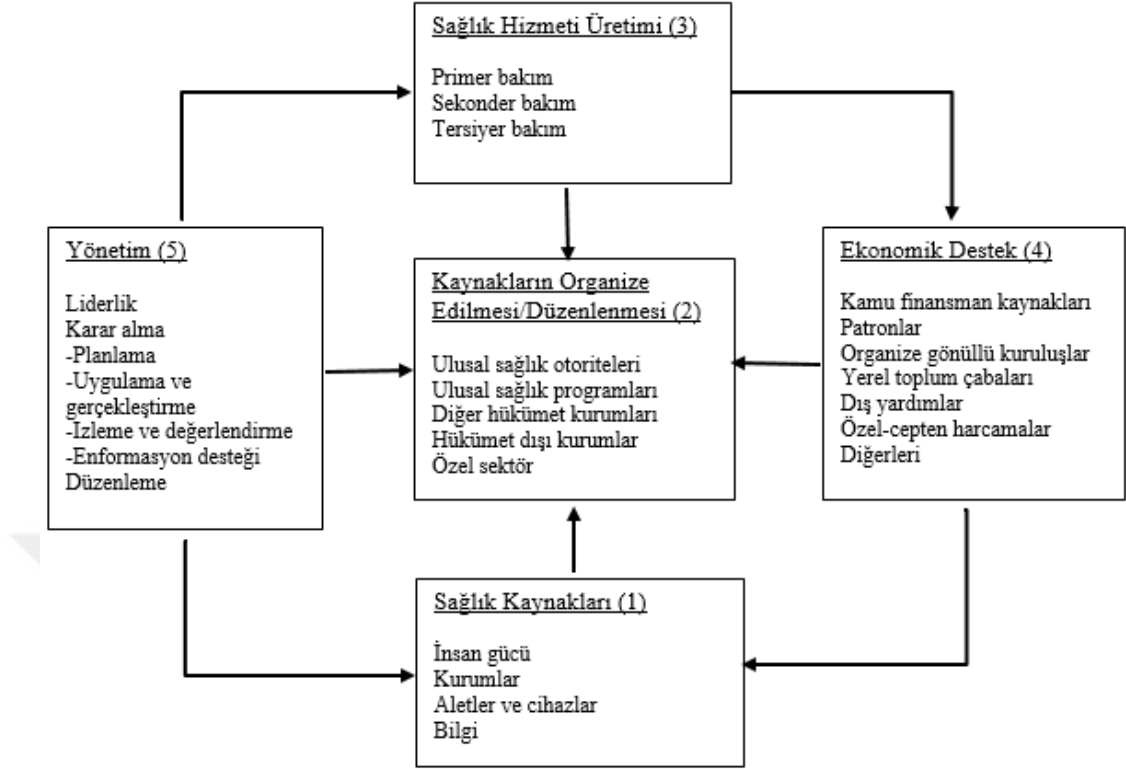 Sağlık Hizmeti Üretimi (3)
Primer bakım
Sekonder bakım
Tersiyer bakım
Yönetim (5)
Liderlik
Karar alma
-Planlama
-Uygulama ve
gerçekleştirme
-Izleme ve değerlendirme
-Enformasyon desteği
Düzenleme
Kaynakların Organize
Edilmesi/Düzenlenmesi (2)
Ulusal sağlık otoriteleri
Ulusal sağlık programları
Diğer hükümet kurumları
Hükümet dışı kurumlar
Özel sektör
Ekonomik Destek (4)
Kamu finansman kaynakları
Patronlar
Organize gönüllü kuruluşlar
Yerel toplum çabaları
Dış yardımlar
Özel-cepten harcamalar
Diğerleri
Sağlık Kaynakları (1)
İnsan gücü
Kurumlar
Aletler ve cihazlar
Bilgi